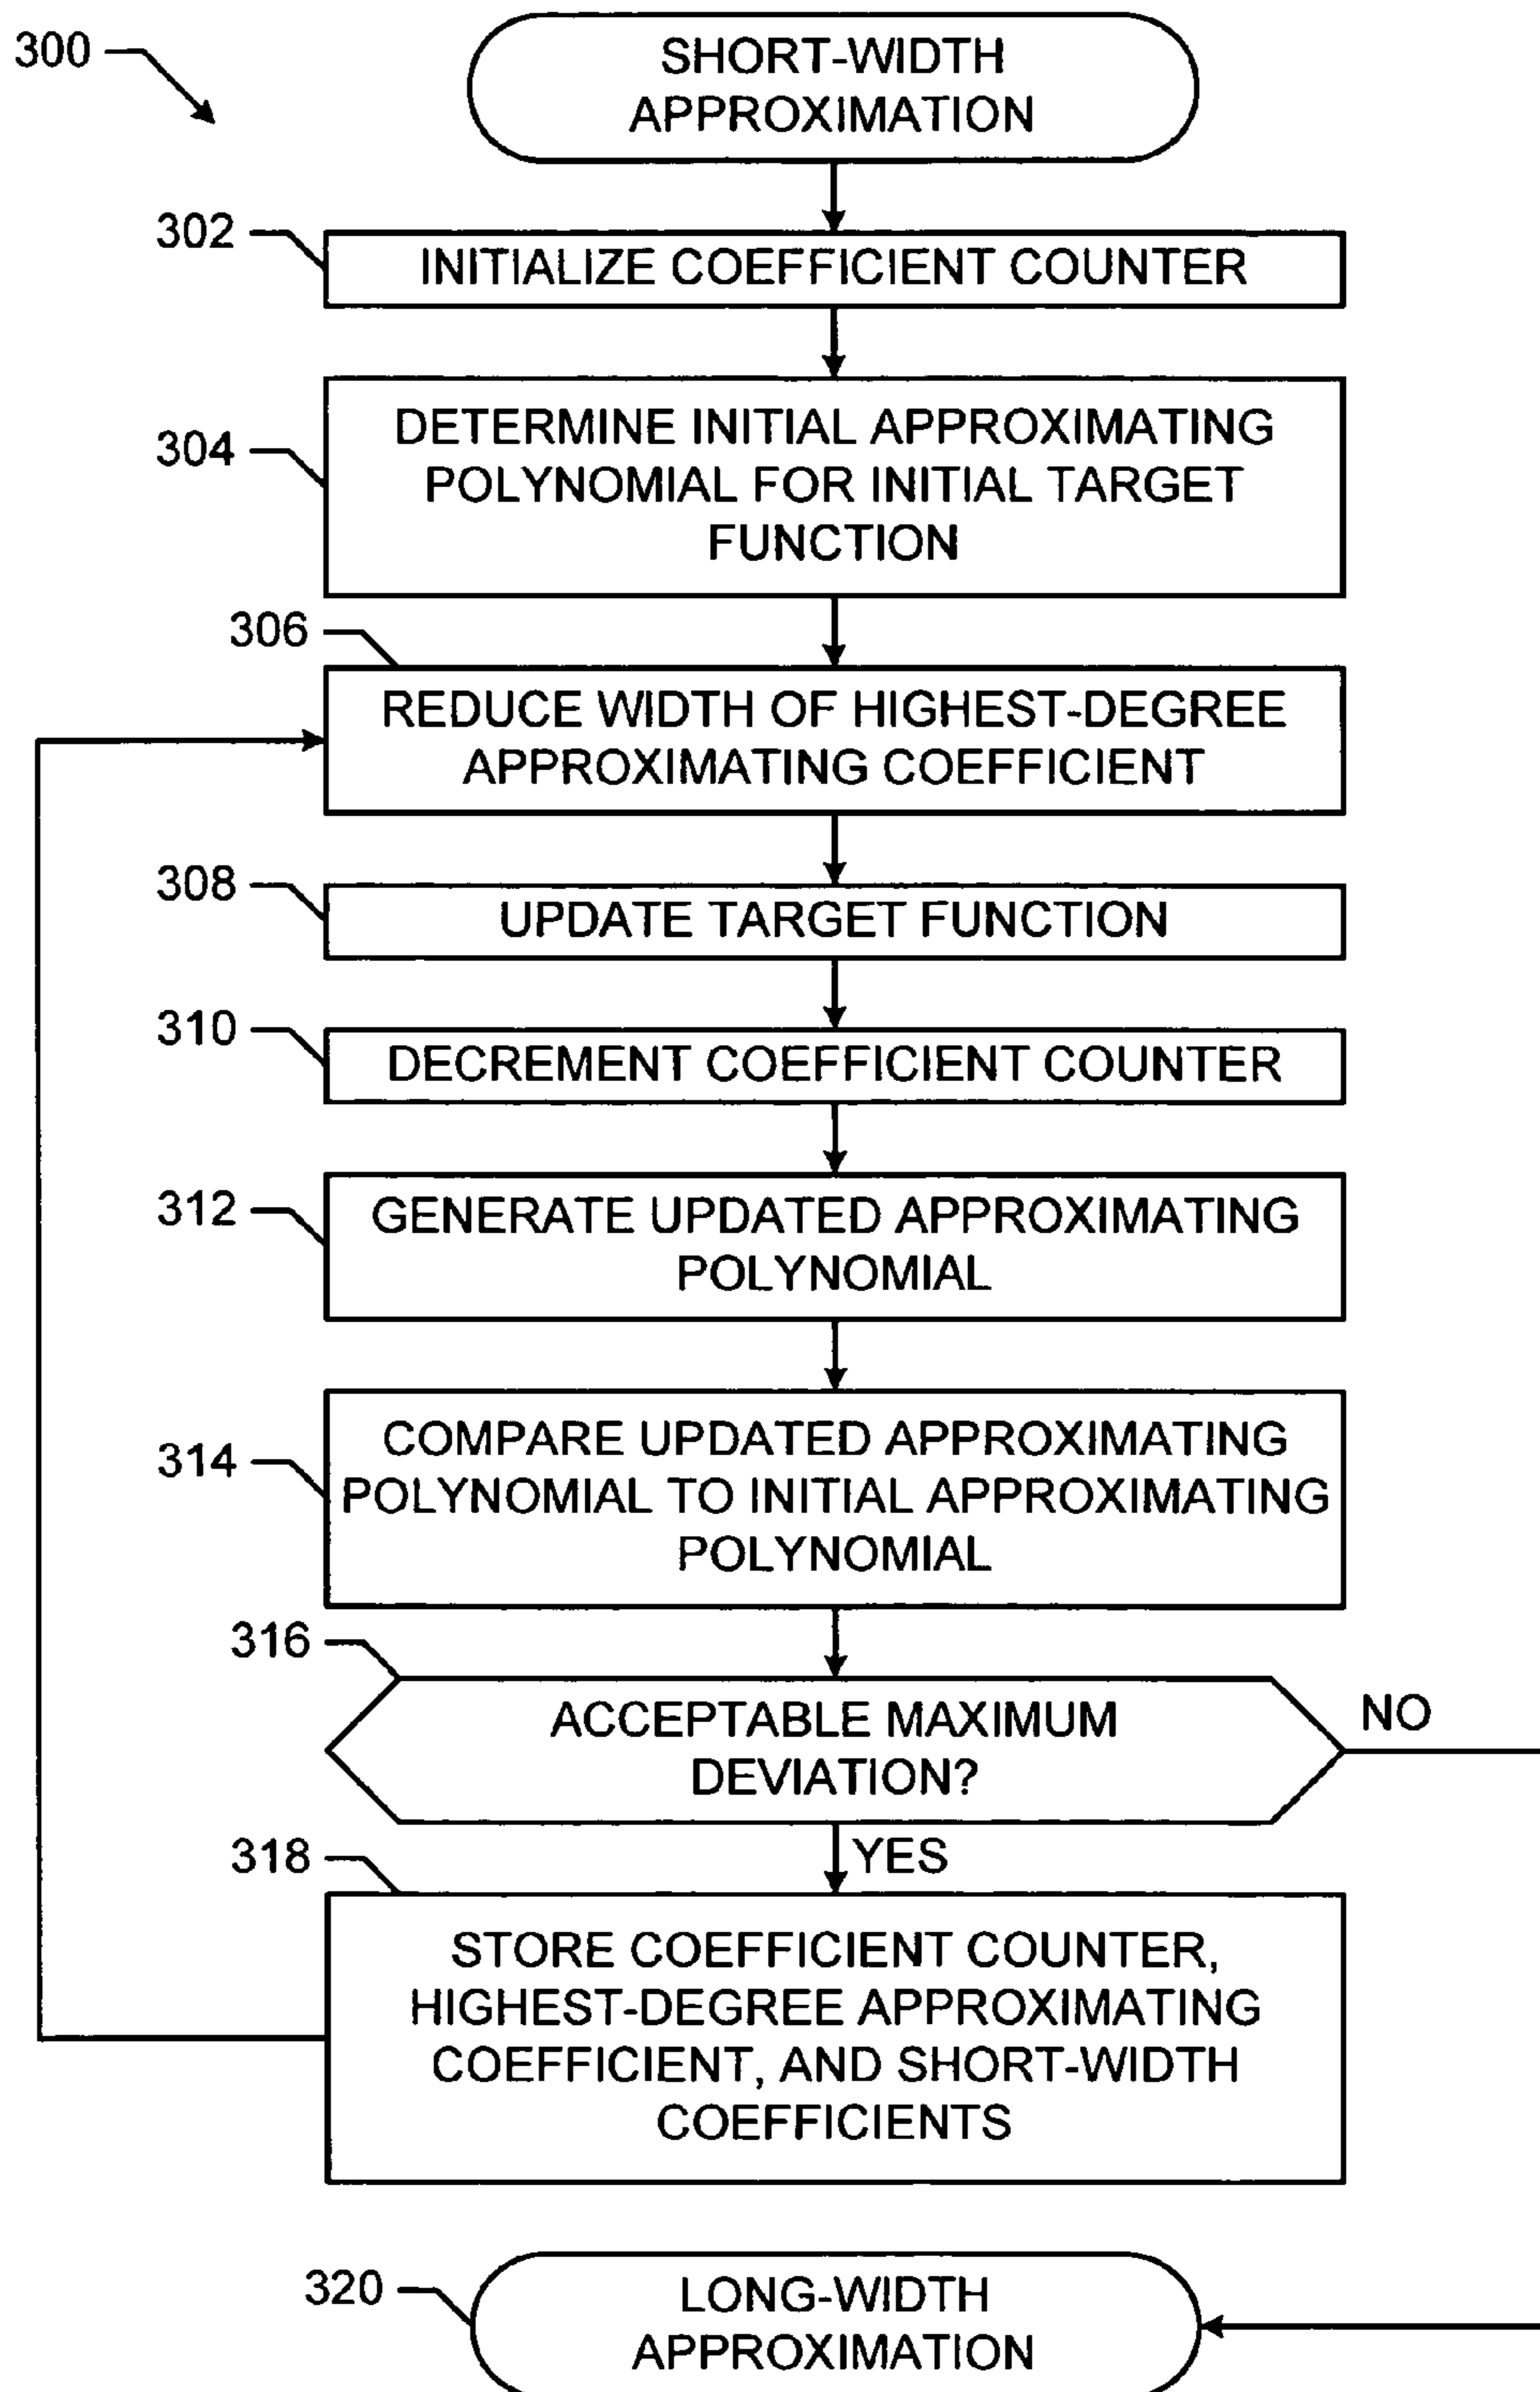 300
SHORT-WIDTH
APPROXIMATION
302
INITIALIZE COEFFICIENT COUNTER
304
DETERMINE INITIAL APPROXIMATING
POLYNOMIAL FOR INITIAL TARGET
FUNCTION
306
REDUCE WIDTH OF HIGHEST-DEGREE
APPROXIMATING COEFFICIENT
308
UPDATE TARGET FUNCTION
310
DECREMENT COEFFICIENT COUNTER
312
GENERATE UPDATED APPROXIMATING
POLYNOMIAL
314
COMPARE UPDATED APPROXIMATING
POLYNOMIAL TO INITIAL APPROXIMATING
POLYNOMIAL
316
ACCEPTABLE MAXIMUM
DEVIATION?
NO
YES
318
STORE COEFFICIENT COUNTER,
HIGHEST-DEGREE APPROXIMATING
COEFFICIENT, AND SHORT-WIDTH
COEFFICIENTS
320
LONG-WIDTH
APPROXIMATION